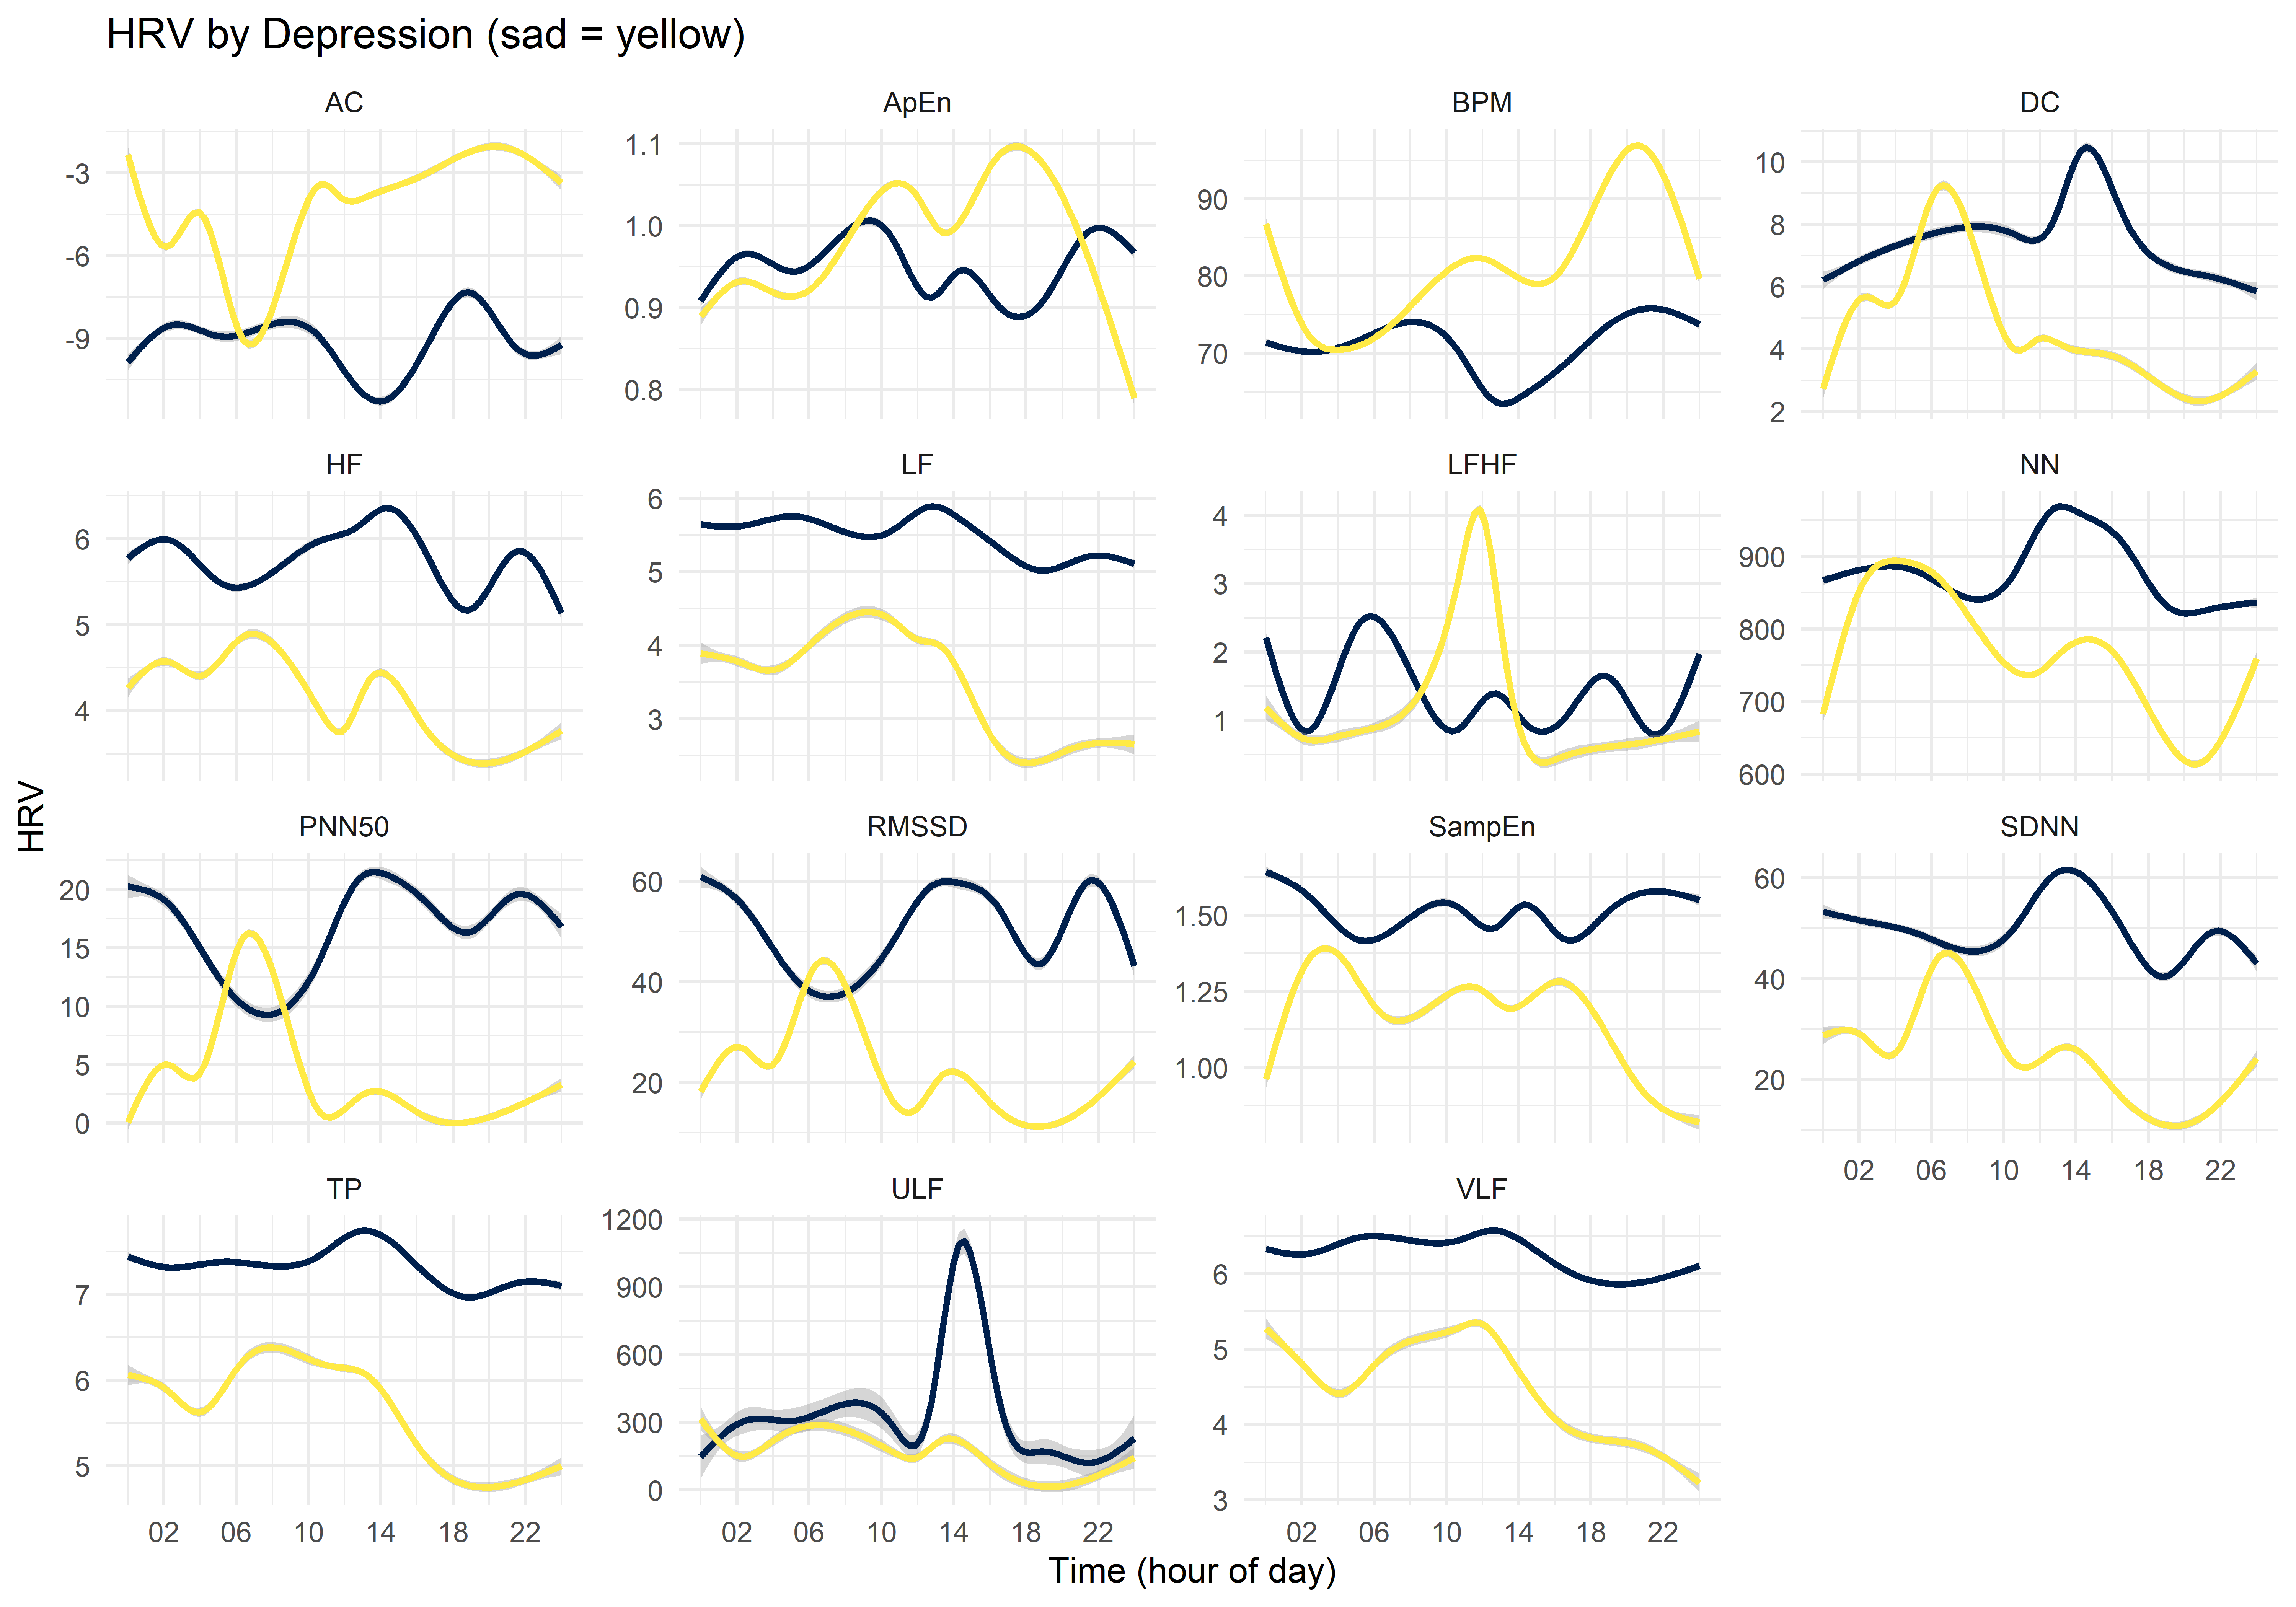 HRV by Depression (sad = yellow)
AC ApEn BPM DC
-3 -6 -9
1.1 1.0 0.9 0.8
90 80 70
10 8 6 4 2
HF LF LFHF NN
6 5 4
6 5 4 3
4 3 2 1
900 800 700 600
HRV
PNN50 RMSSD SampEn SDNN
20 15 10 5 0
60 40 20
1.50 1.25 1.00
60 40 20
02 06 10 14 18 22
TP ULF VLF
7 6 5
1200 900 600 300 0
6 5 4 3
02 06 10 14 18 22
02 06 10 14 18 22
02 06 10 14 18 22
Time (hour of day)